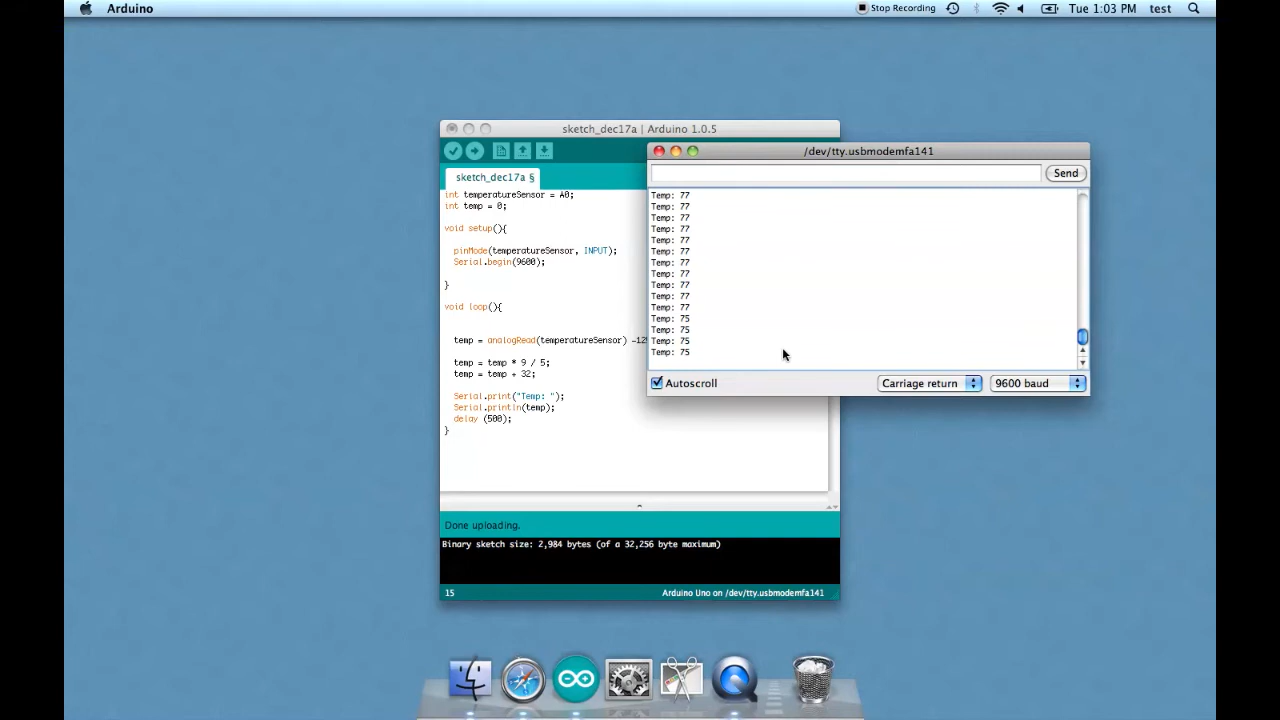 Arduino
Stop Recording
Tue 1:03 PM
test
sketch_dec17a | Arduino 1.0.5
sketch_dec17a §
int temperatureSensor = A0;
int temp = 0;
void setup(){
pinMode(temperatureSensor, INPUT);
Serial.begin(9600);
}
void loop(){
temp = analogRead(temperatureSensor)
temp = temp * 9 / 5;
temp = temp + 32;
Serial.print("Temp: ");
Serial.println(temp);
delay (500);
}
Done uploading.
Binary sketch size: 2,984 bytes (of a 32,256 byte maximum)
15
Arduino Uno on /dev/tty.usbmodemfa141
/dev/tty.usbmodemfa141
Send
Temp: 77
Temp: 77
Temp: 77
Temp: 77
Temp: 77
Temp: 77
Temp: 77
Temp: 77
Temp: 77
Temp: 77
Temp: 77
Temp: 75
Temp: 75
Temp: 75
Temp: 75
Autoscroll
Carriage return
9600 baud